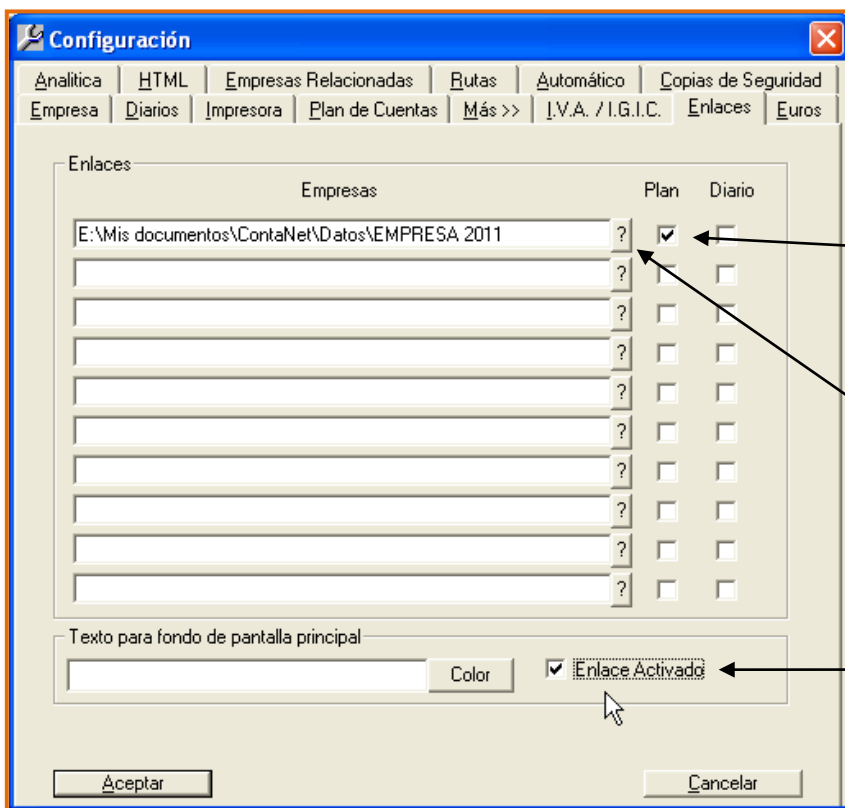 Configuración
Analitica HTML Empresas Relacionadas Rutas Automático Copias de Seguridad
Empresa Diarios Impresora Plan de Cuentas Más >> I.V.A. / I.G.I.C. Enlaces Euros
Enlaces
Empresas Plan Diario
E:\Mis documentos\ContaNet\Datos\EMPRESA 2011 ?
?
?
?
?
?
?
?
?
?
Texto para fondo de pantalla principal
Color Enlace Activado
Aceptar Cancelar